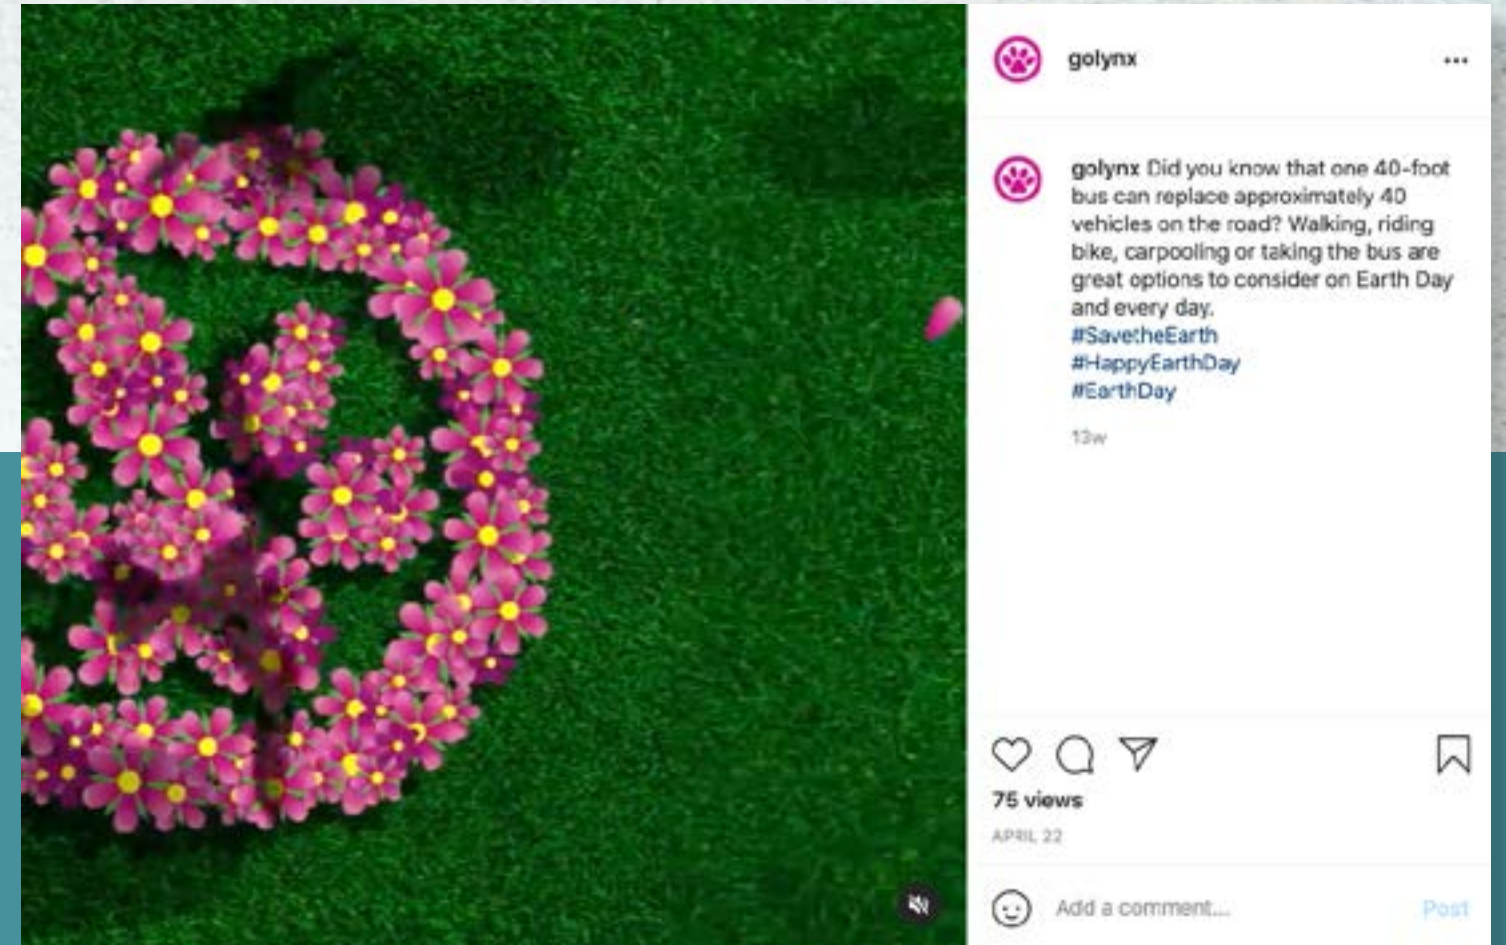 golynx
golynx Did you know that one 40-foot
bus can replace approximately 40
vehicles on the road? Walking, riding
bike, carpooling or taking the bus are
great options to consider on Earth Day
and every day.
#SavetheEarth
#HappyEarthDay
#EarthDay
13w
75 views
APRIL 22
Add a comment...
Post